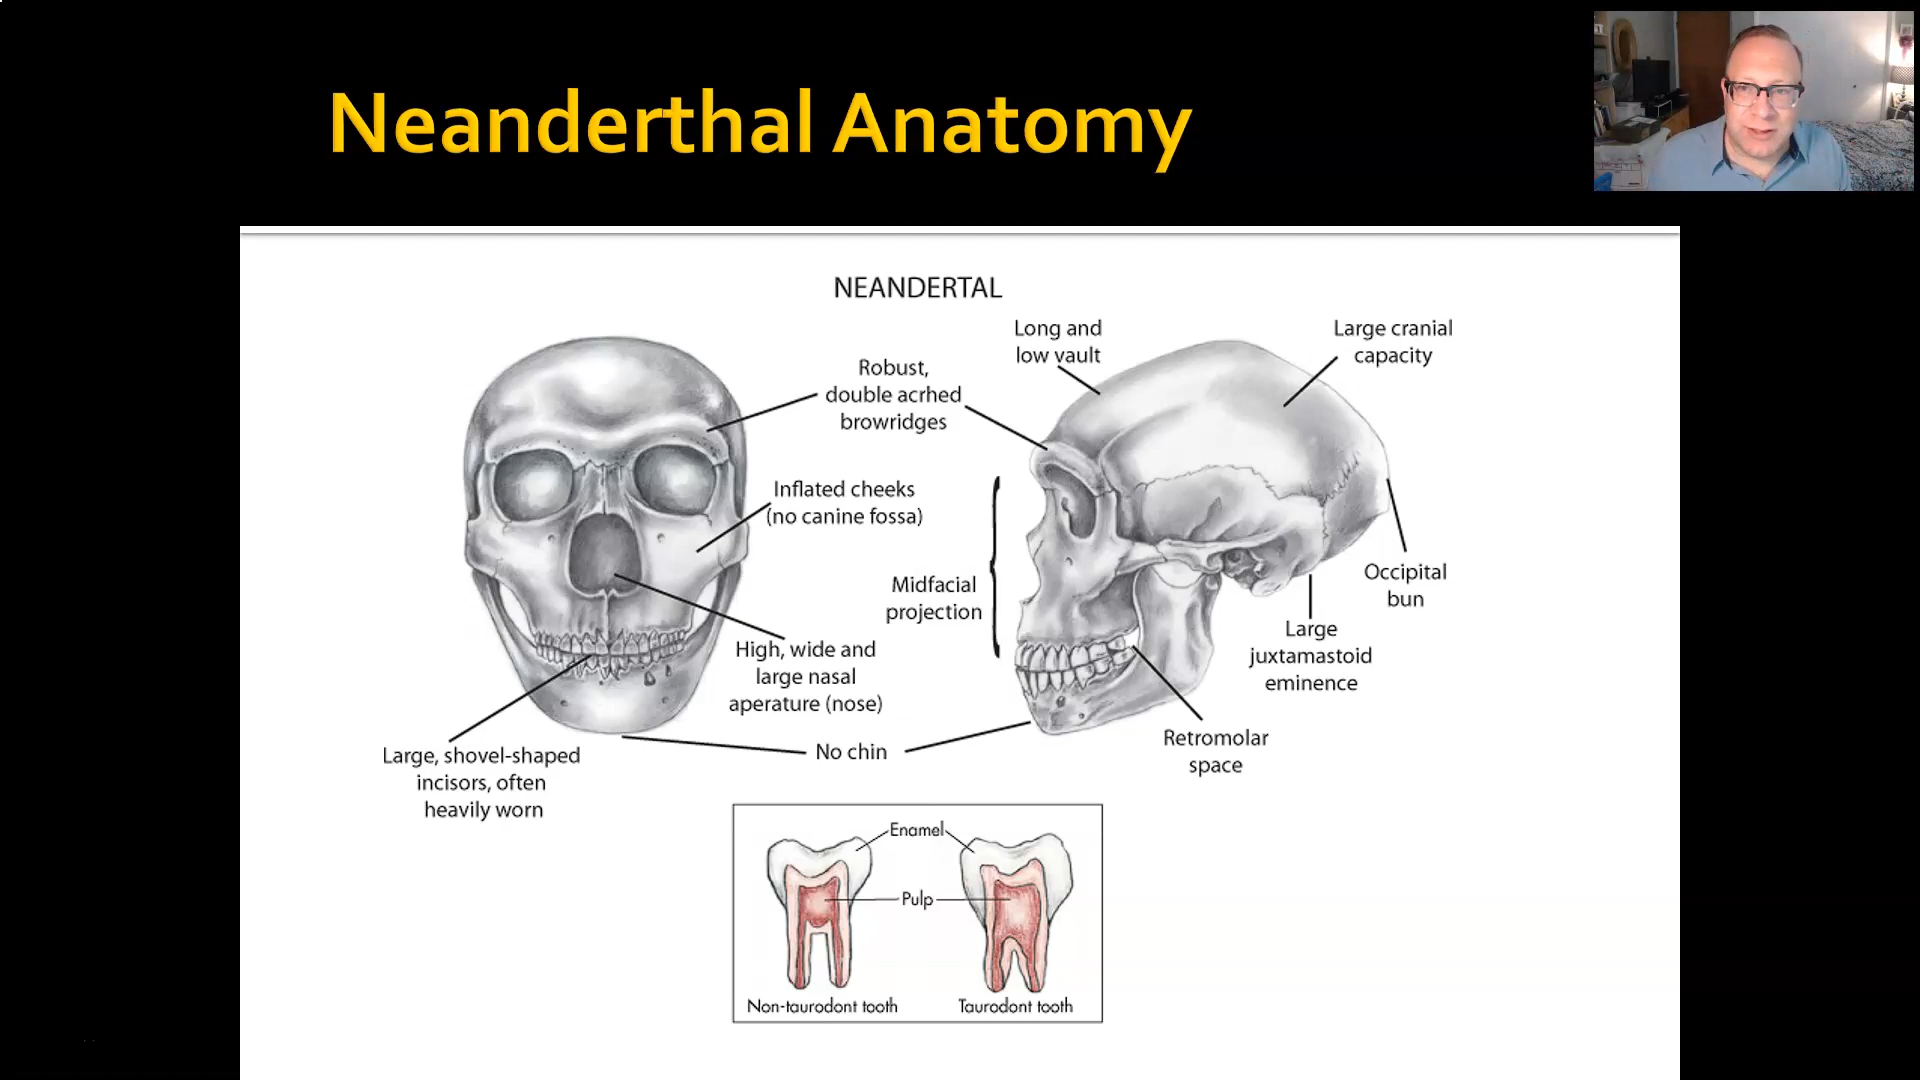 Neanderthal Anatomy
NEANDERTAL
Long and
low vault
Large cranial
capacity
Robust,
double acrhed
browridges
Inflated cheeks
(no canine fossa)
Midfacial
projection
Occipital
bun
High, wide and
large nasal
aperature (nose)
Large
juxtamastoid
eminence
No chin
Retromolar
space
Large, shovel-shaped
incisors, often
heavily worn
Enamel
Pulp
Non-taurodont tooth
Taurodont tooth